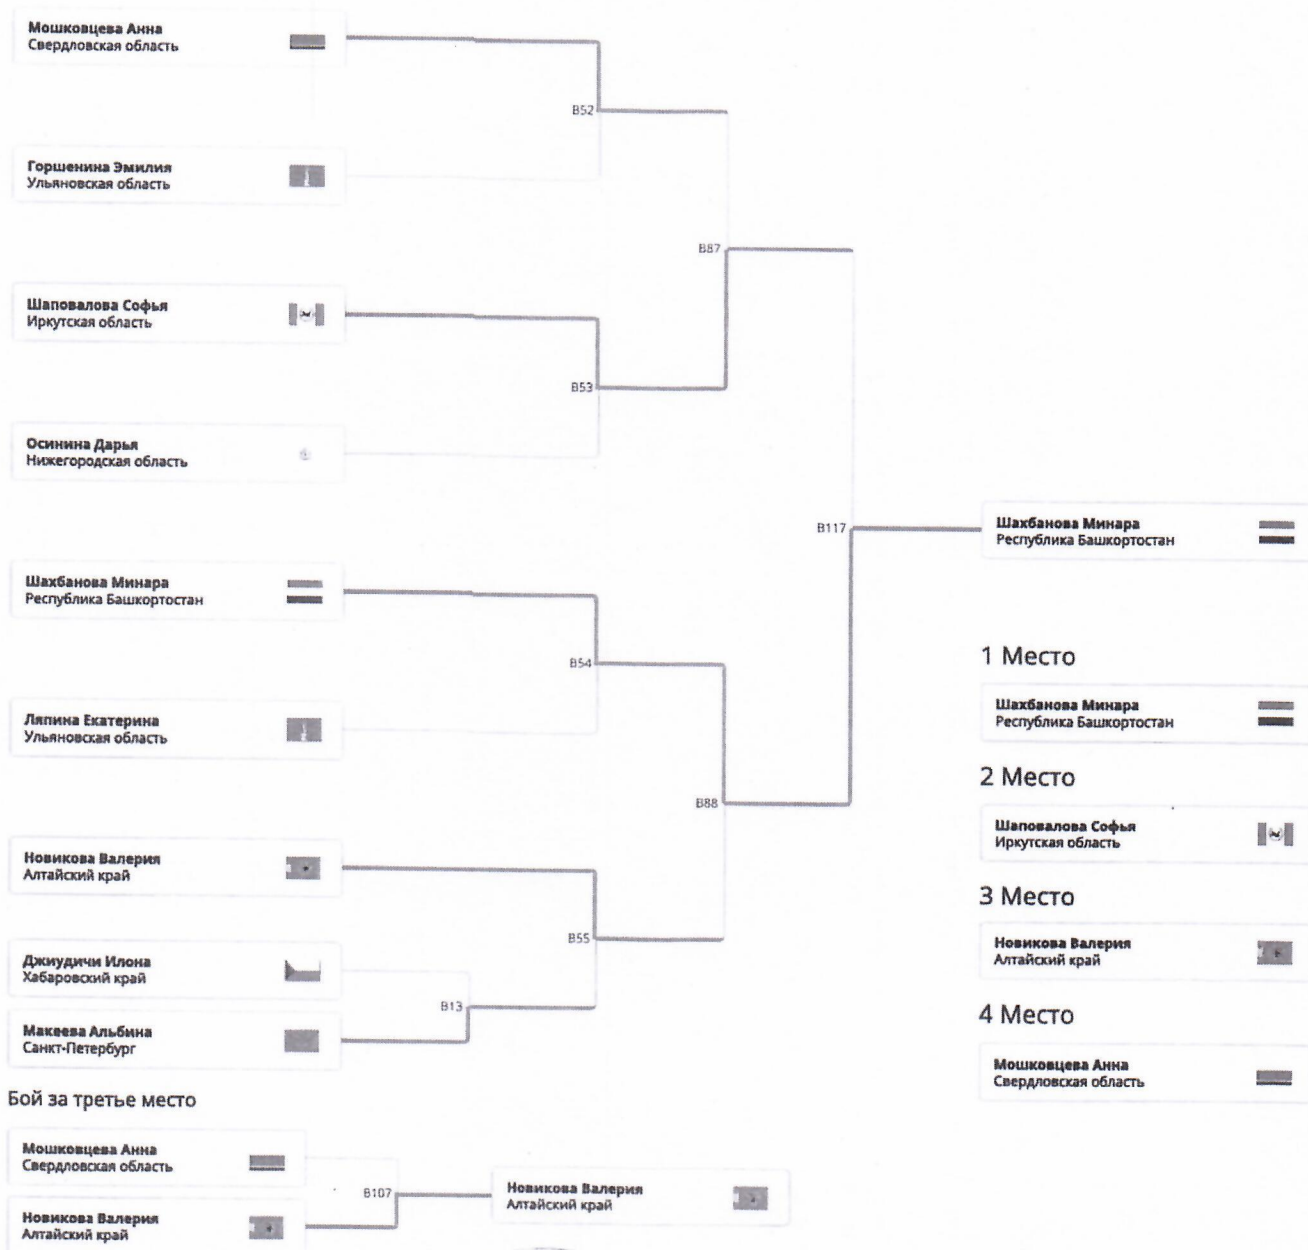 Мошковцева Анна
Свердловская область
B52
Горшенина Эмилия
Ульяновская область
B87
Шаповалова Софья
Иркутская область
B53
Осинина Дарья
Нижегородская область
B117
Шахбанова Минара
Республика Башкортостан
Шахбанова Минара
Республика Башкортостан
B54
1 Место
Шахбанова Минара
Республика Башкортостан
Ляпина Екатерина
Ульяновская область
2 Место
B88
Шаповалова Софья
Иркутская область
Новикова Валерия
Алтайский край
3 Место
B55
Новикова Валерия
Алтайский край
Джиудичи Илона
Хабаровский край
B13
4 Место
Макеева Альбина
Санкт-Петербург
Мошковцева Анна
Свердловская область
Бой за третье место
Мошковцева Анна
Свердловская область
B107
Новикова Валерия
Алтайский край
Новикова Валерия
Алтайский край